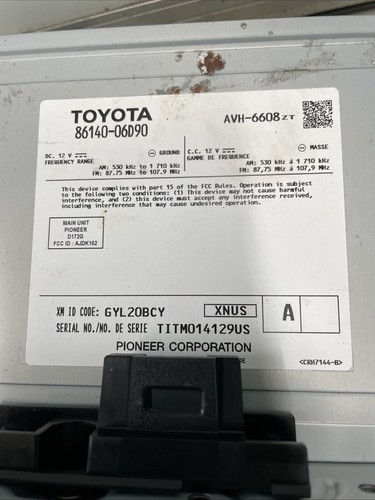 TOYOTA
86140-06D90
AVH-6608ZT
DC. 12 V ⎓ ⊖ GROUND
FREQUENCY RANGE AM: 530 kHz to 1 710 kHz
FM: 87,75 MHz to 107.9 MHz
C.C. 12 V ⎓ ⊖ MASSE
GAMME DE FREQUENCE AM: 530 kHz á 1 710 kHz
FM: 87,75 MHz á 107,9 MHz
This device complies with part 15 of the FCC Rules. Operation is subject
to the following two conditions: (1) This device may not cause harmful
interference, and (2) this device must accept any interference received,
including interference that may cause undesired operation.
MAIN UNIT
PIONEER
D172G
FCC ID : AJDK102
XM ID CODE: GYL20BCY
XNUS
A
SERIAL NO./NO. DE SERIE TITM014129US
PIONEER CORPORATION
<CRH7144-B>